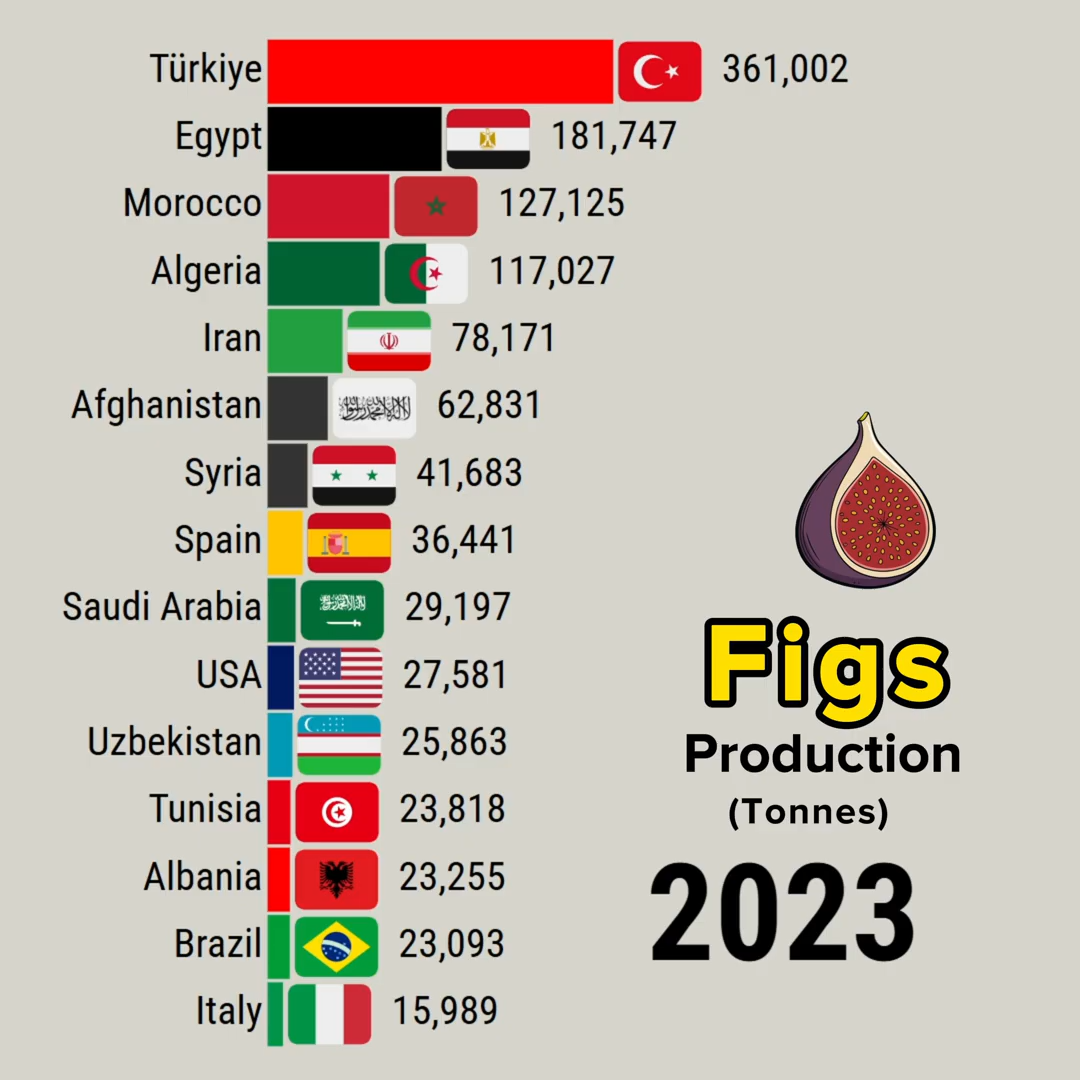 Türkiye 361,002
Egypt 181,747
Morocco 127,125
Algeria 117,027
Iran 78,171
Afghanistan 62,831
Syria 41,683
Spain 36,441
Saudi Arabia 29,197
USA 27,581
Uzbekistan 25,863
Tunisia 23,818
Albania 23,255
Brazil 23,093
Italy 15,989
Figs
Production
(Tonnes)
2023